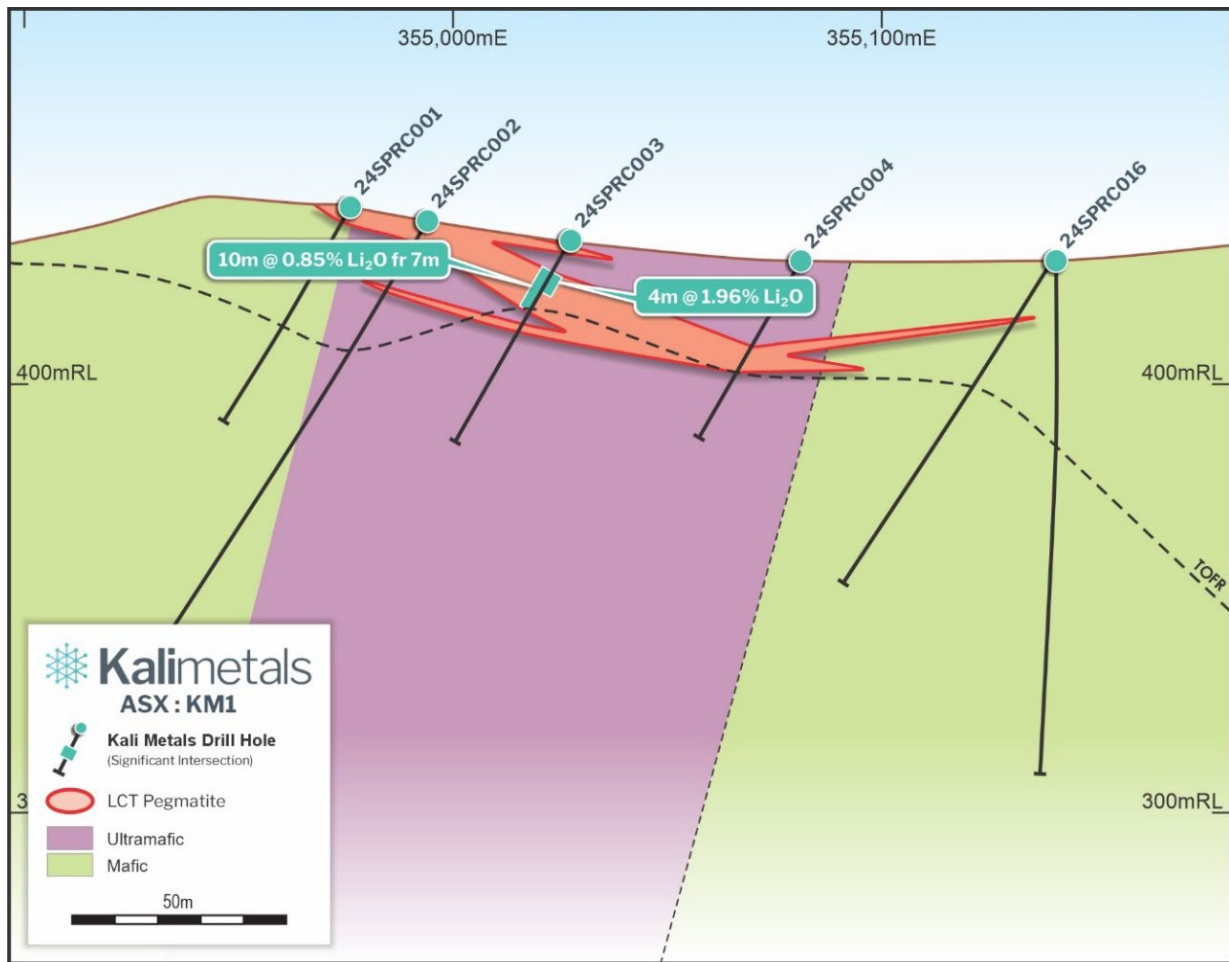 355,000mE
355,100mE
24SPRC001
24SPRC002
24SPRC003
24SPRC004
24SPRC016
10m @ 0.85% Li₂O fr 7m
4m @ 1.96% Li₂O
400mRL
400mRL
TOFR
Kalimetals
ASX : KM1
Kali Metals Drill Hole
(Significant Intersection)
LCT Pegmatite
3
300mRL
Ultramafic
Mafic
50m